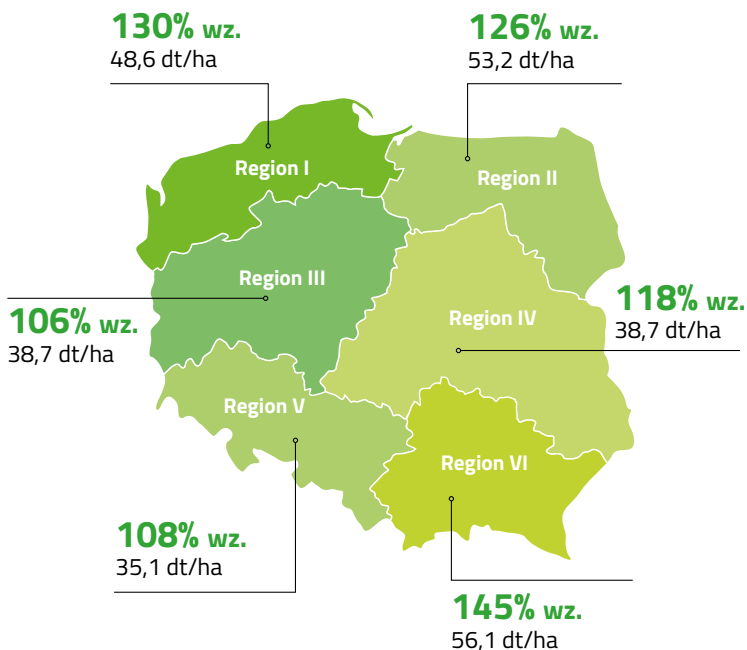 130% wz.
48,6 dt/ha
126% wz.
53,2 dt/ha
Region I
Region II
Region III
106% wz.
38,7 dt/ha
Region IV
118% wz.
38,7 dt/ha
Region V
Region VI
108% wz.
35,1 dt/ha
145% wz.
56,1 dt/ha